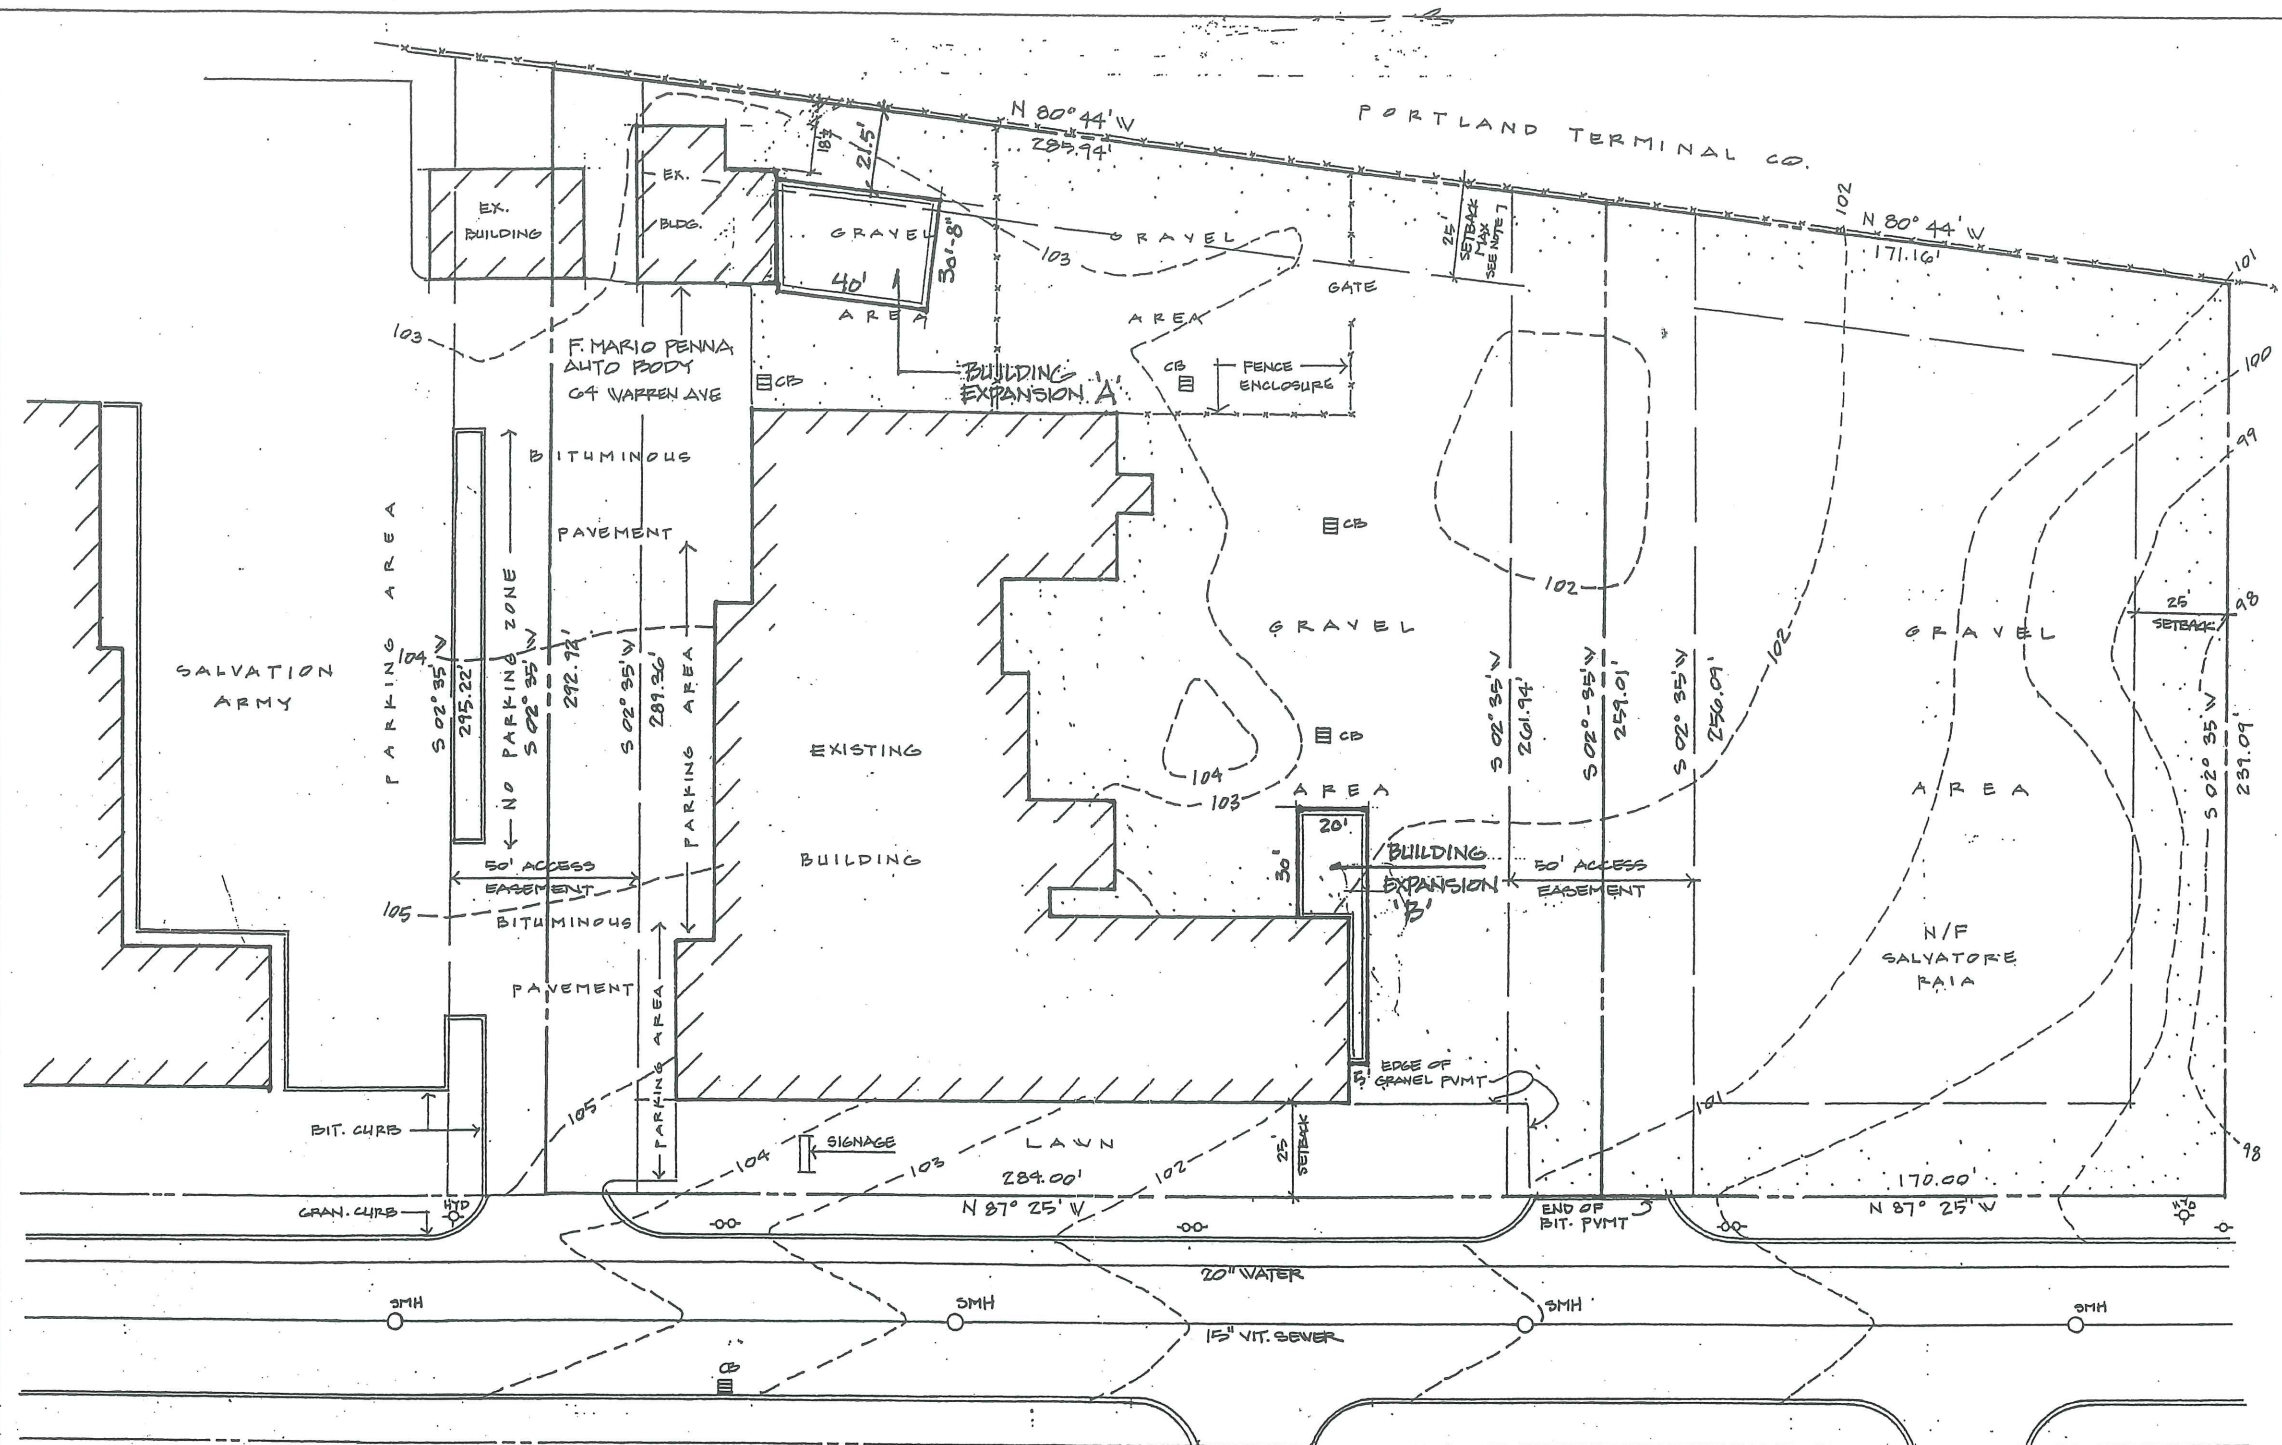 PORTLAND TERMINAL CO.
N 80° 44' W
285.94'
102
N 80° 44' W
171.16'
101
18'±
21.5'
EX.
BUILDING
EX.
BLDG.
GRAVEL
AREA
40'
30'-8"
103
GRAVEL
AREA
25'
SETBACK
MAX
SEE NOTE 7
GATE
103
F. MARIO PENNA
AUTO BODY
64 WARREN AVE
CB
BUILDING
EXPANSION 'A'
CB
FENCE
ENCLOSURE
100
99
BITUMINOUS
PAVEMENT
PARKING AREA
NO PARKING ZONE
CB
102
98
25'
SETBACK
GRAVEL
AREA
GRAVEL
AREA
102
104
SALVATION
ARMY
S 02° 35' W
295.22'
S 02° 35' W
292.92'
S 02° 35' W
289.36'
PARKING AREA
EXISTING
BUILDING
S 02° 35' W
261.94'
S 02°-35' W
259.01'
S 02° 35' W
256.09'
S 02° 35' W
239.09'
CB
104
103
20'
30'
BUILDING
EXPANSION
'B'
50' ACCESS
EASEMENT
50' ACCESS
EASEMENT
105
BITUMINOUS
PAVEMENT
PARKING AREA
N/F
SALVATORE
RAIA
5'
EDGE OF
GRAVEL PVMT
101
BIT. CURB
105
104
SIGNAGE
103
LAWN
102
25'
SETBACK
98
284.00'
N 87° 25' W
170.00'
N 87° 25' W
GRAN. CURB
HYD
END OF
BIT. PVMT
HYD
20" WATER
SMH
SMH
SMH
SMH
15" VIT. SEWER
CB